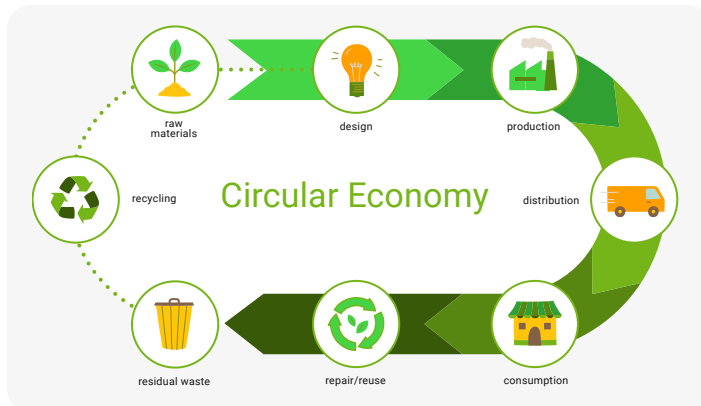 raw
materials
design
production
recycling
Circular Economy
distribution
residual waste
repair/reuse
consumption